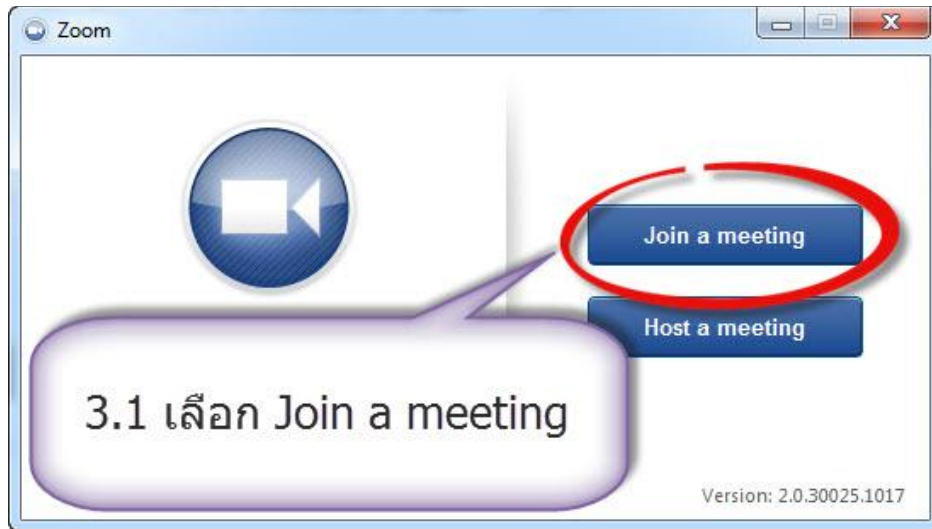 Zoom
Join a meeting
Host a meeting
3.1 เลือก Join a meeting
Version: 2.0.30025.1017